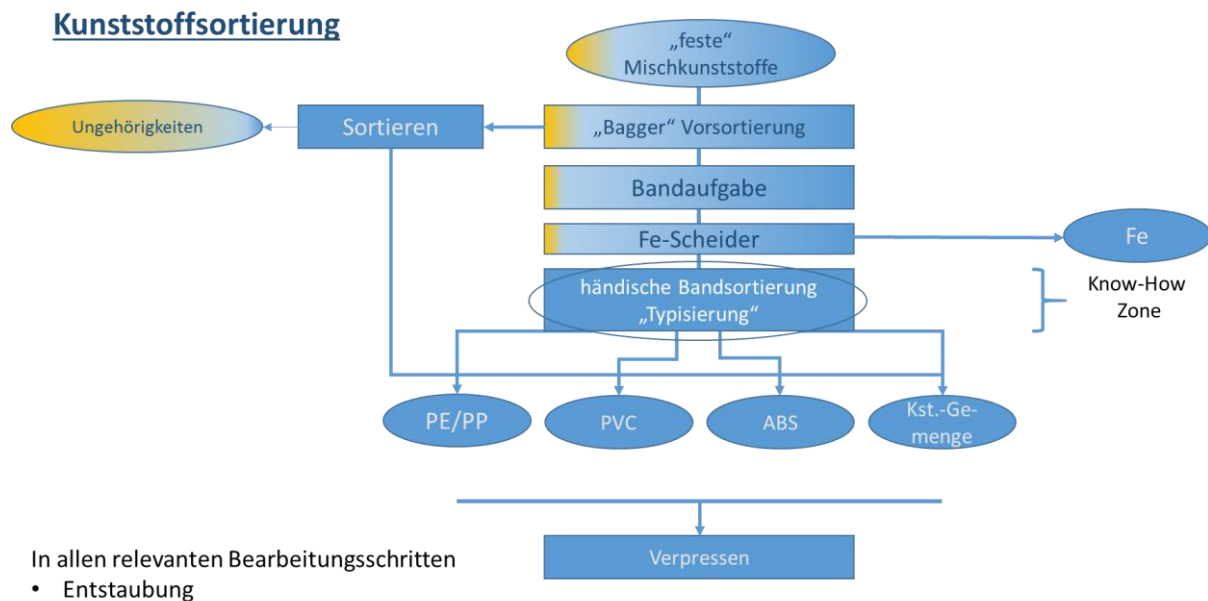 Kunststoffsortierung
„feste“
Mischkunststoffe
Ungehörigkeiten
Sortieren
„Bagger“ Vorsortierung
Bandaufgabe
Fe-Scheider
Fe
händische Bandsortierung
„Typisierung“
Know-How
Zone
PE/PP
PVC
ABS
Kst.-Ge-
menge
Verpressen
In allen relevanten Bearbeitungsschritten
• Entstaubung